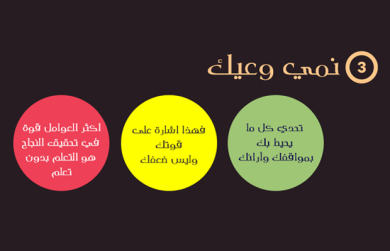 3 نمي وعيك
تحدي كل ما
يحيط بك
بمواقفك وآرائك
فهذا اشارة على
قوتك
وليس ضعفك
اكثر العوامل قوة
في تحقيق النجاح
هو التعلم بدون
تعلم